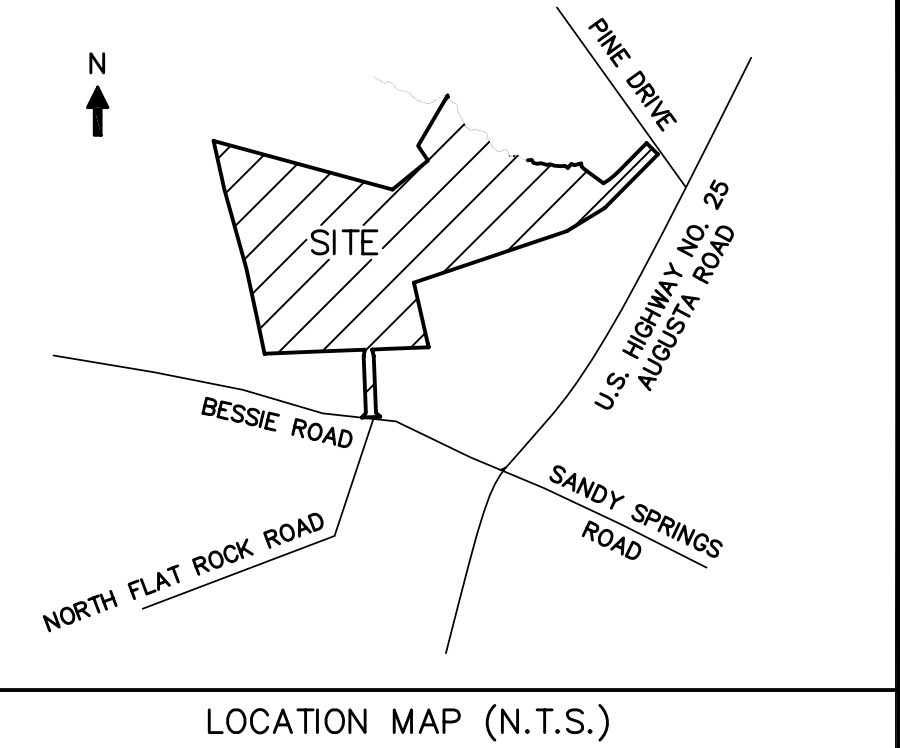 N
PINE DRIVE
SITE
U.S. HIGHWAY NO. 25
AUGUSTA ROAD
BESSIE ROAD
SANDY SPRINGS
ROAD
NORTH FLAT ROCK ROAD
LOCATION MAP (N.T.S.)